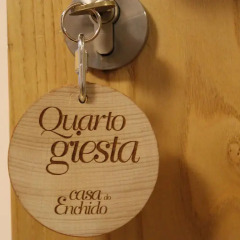 Quarto
giesta
casa do
Enchido